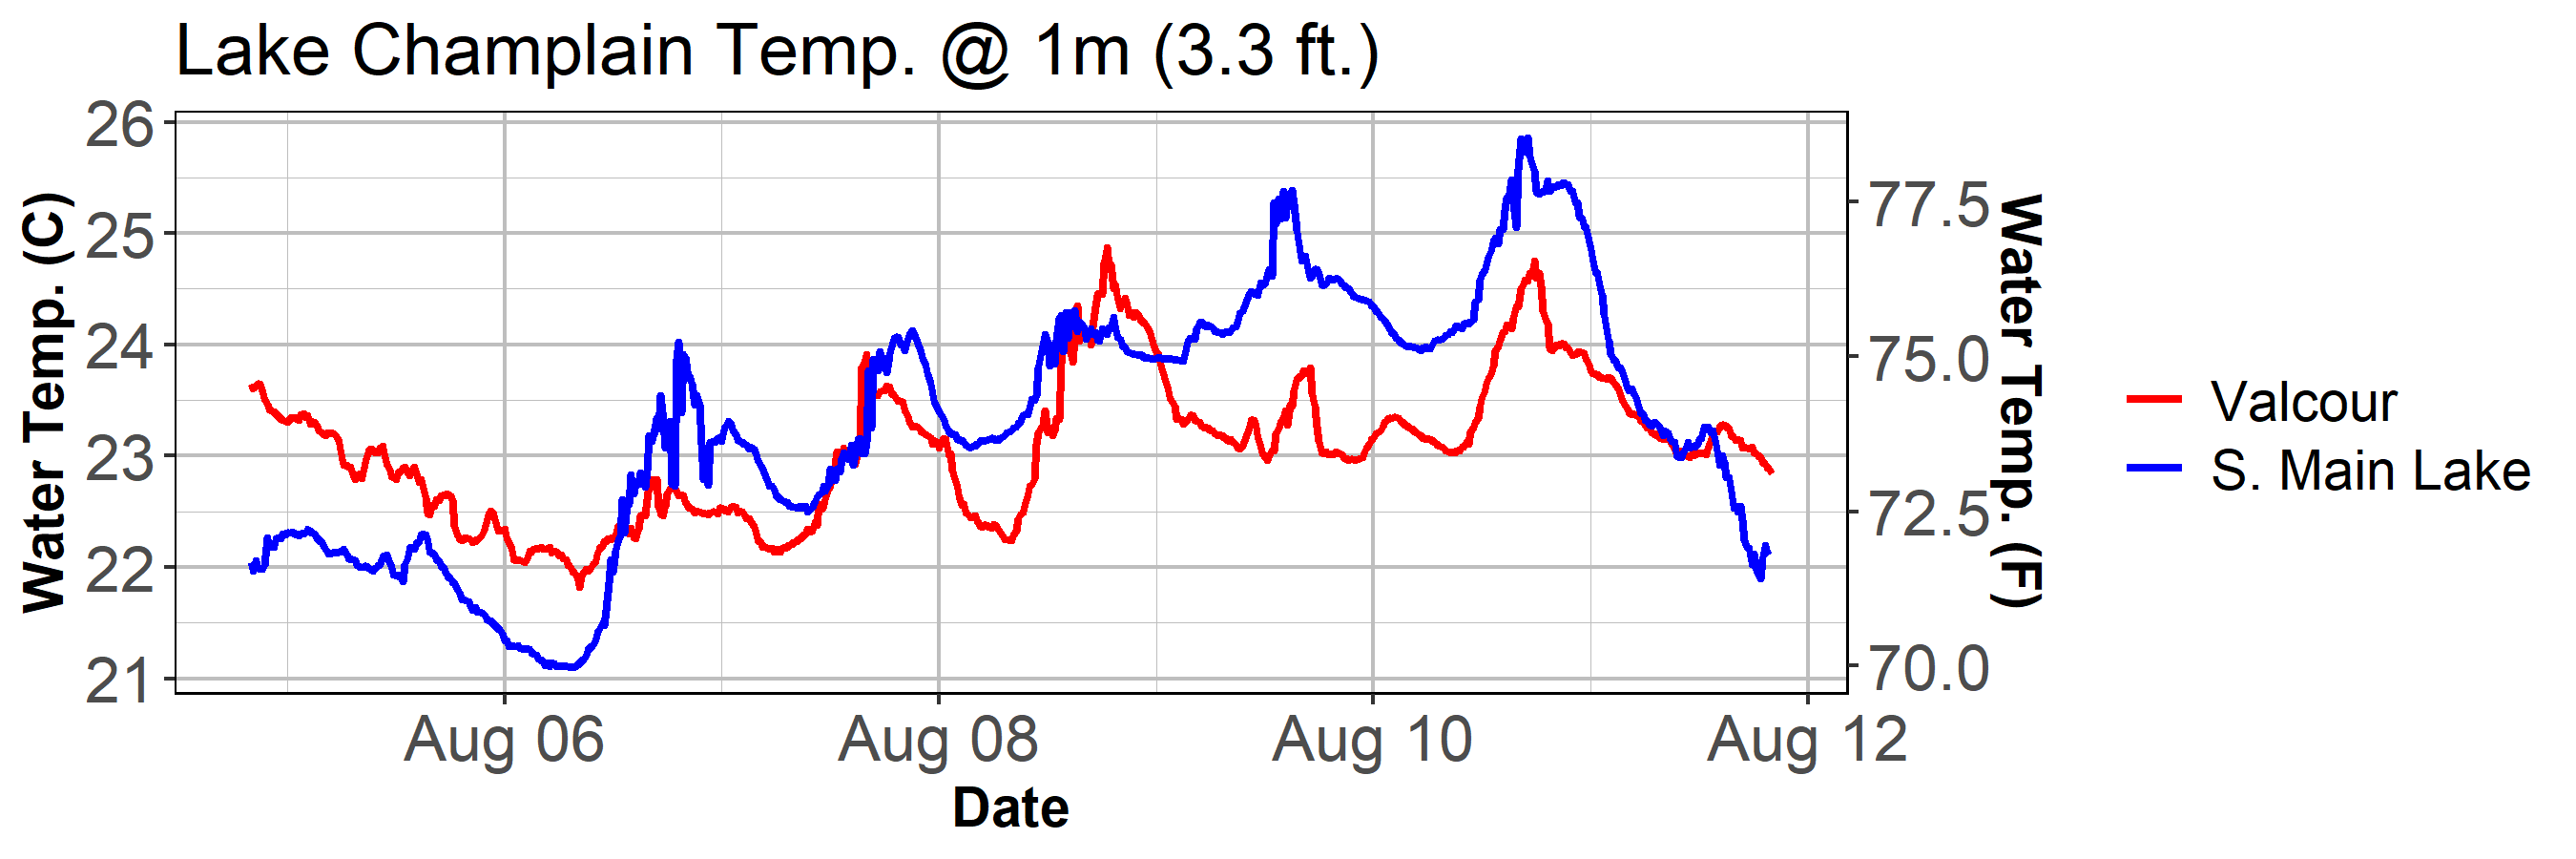 Lake Champlain Temp. @ 1m (3.3 ft.)
Water Temp. (C)
26
25
24
23
22
21
77.5
75.0
72.5
70.0
Water Temp. (F)
Aug 06
Aug 08
Aug 10
Aug 12
Date
Valcour
S. Main Lake